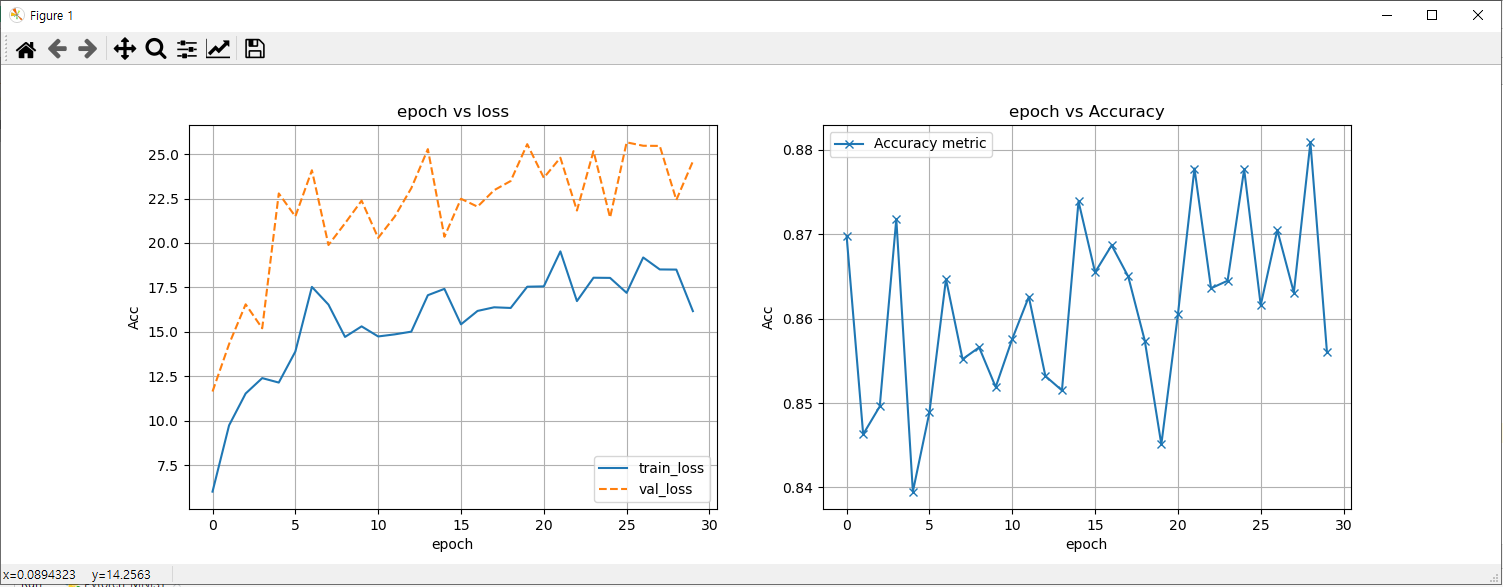 Figure 1
epoch vs loss
25.0
22.5
20.0
17.5
15.0
12.5
10.0
7.5
Acc
train_loss
val_loss
0 5 10 15 20 25 30
epoch
epoch vs Accuracy
Accuracy metric
0.88
0.87
0.86
0.85
0.84
Acc
0 5 10 15 20 25 30
epoch
x=0.0894323 y=14.2563